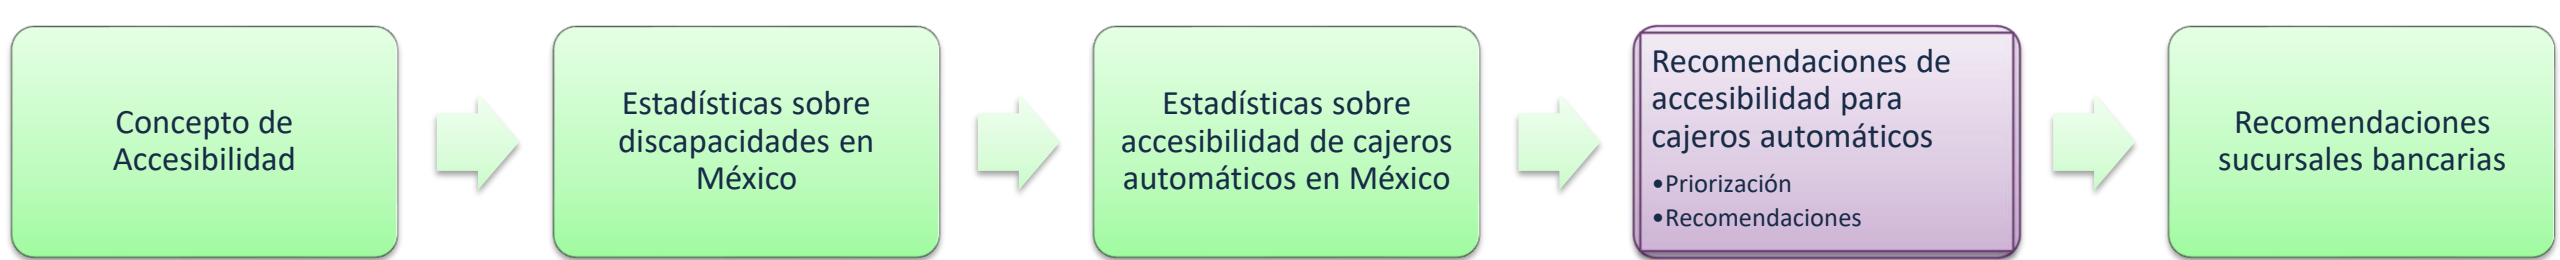 Concepto de
Accesibilidad
Estadísticas sobre
discapacidades en
México
Estadísticas sobre
accesibilidad de cajeros
automáticos en México
Recomendaciones de
accesibilidad para
cajeros automáticos
•Priorización
•Recomendaciones
Recomendaciones
sucursales bancarias